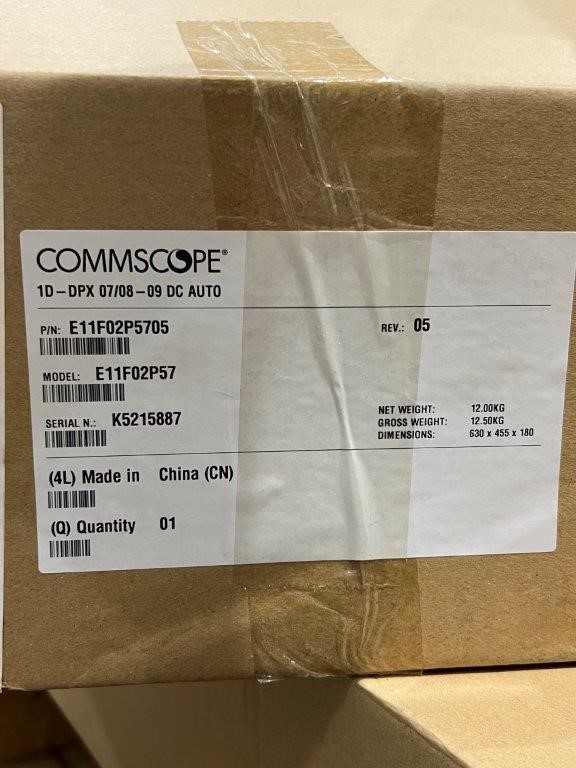 COMMSCOPE®
1D-DPX 07/08-09 DC AUTO
P/N: E11F02P5705 REV.: 05
MODEL: E11F02P57
SERIAL N.: K5215887
NET WEIGHT: 12.00KG
GROSS WEIGHT: 12.50KG
DIMENSIONS: 630 x 455 x 180
(4L) Made in China (CN)
(Q) Quantity 01